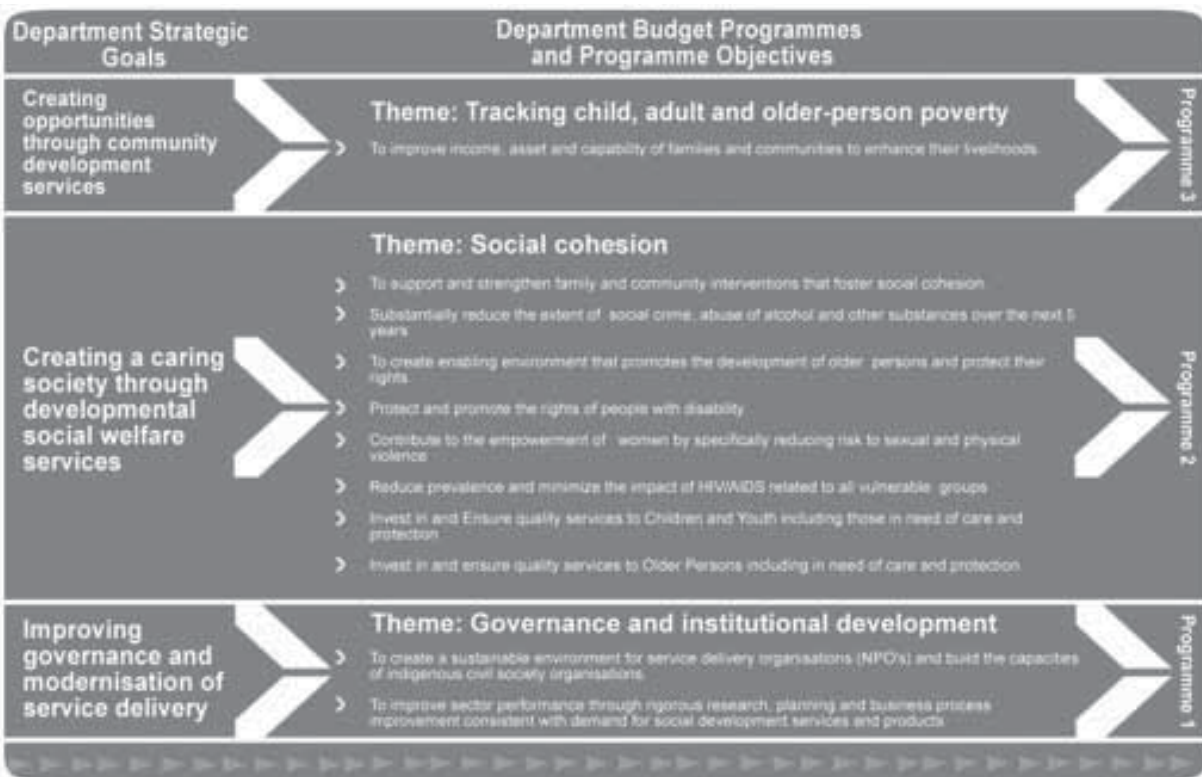 Department Strategic
Goals
Department Budget Programmes
and Programme Objectives
Creating
opportunities
through community
development
services
Theme: Tracking child, adult and older-person poverty
To improve income, asset and capability of families and communities to enhance their livelihoods.
Programme 3
Creating a caring
society through
developmental
social welfare
services
Theme: Social cohesion
To support and strengthen family and community interventions that foster social cohesion
Substantially reduce the extent of social crime, abuse of alcohol and other substances over the next 5
years
To create enabling environment that promotes the development of older persons and protect their
rights
Protect and promote the rights of people with disability
Contribute to the empowerment of women by specifically reducing risk to sexual and physical
violence
Reduce prevalence and minimize the impact of HIV/AIDS related to all vulnerable groups
Invest in and Ensure quality services to Children and Youth including those in need of care and
protection
Invest in and ensure quality services to Older Persons including in need of care and protection
Programme 2
Improving
governance and
modernisation of
service delivery
Theme: Governance and institutional development
To create a sustainable environment for service delivery organisations (NPO's) and build the capacities
of indigenous civil society organisations.
To improve sector performance through rigorous research, planning and business process
improvement consistent with demand for social development services and products
Programme 1